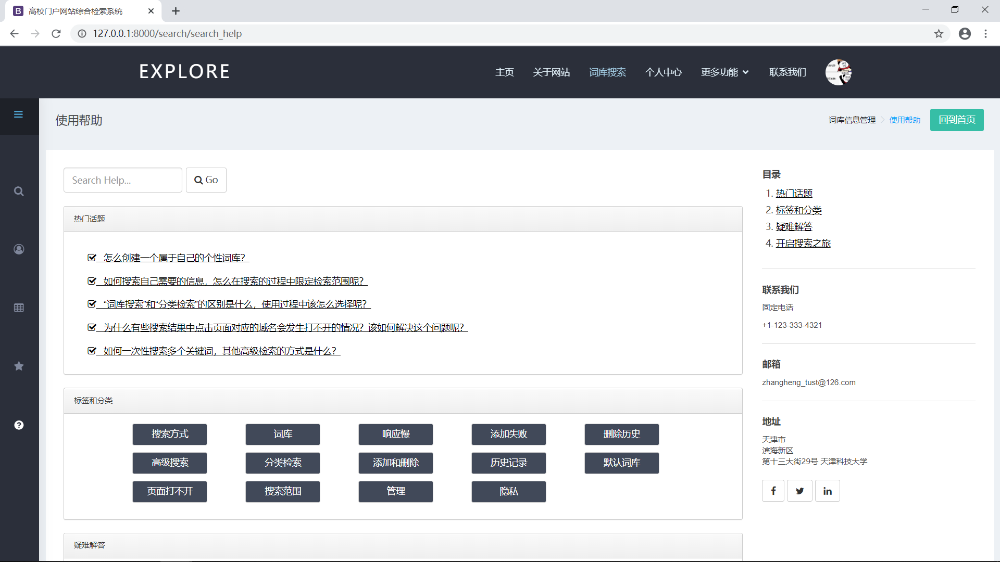 高校门户网站综合检索系统
127.0.0.1:8000/search/search_help
EXPLORE
主页 关于网站 词库搜索 个人中心 更多功能 联系我们
使用帮助
词库信息管理 使用帮助 回到首页
Search Help...
Go
热门话题
怎么创建一个属于自己的个性词库？
如何搜索自己需要的信息，怎么在搜索的过程中限定检索范围呢？
“词库搜索”和“分类检索”的区别是什么，使用过程中该怎么选择呢？
为什么有些搜索结果中点击页面对应的域名会发生打不开的情况？该如何解决这个问题呢？
如何一次性搜索多个关键词，其他高级检索的方式是什么？
标签和分类
搜索方式 词库 响应慢 添加失败 删除历史
高级搜索 分类检索 添加和删除 历史记录 默认词库
页面打不开 搜索范围 管理 隐私
疑难解答
目录
1. 热门话题
2. 标签和分类
3. 疑难解答
4. 开启搜索之旅
联系我们
固定电话
+1-123-333-4321
邮箱
zhangheng_tust@126.com
地址
天津市
滨海新区
第十三大街29号 天津科技大学